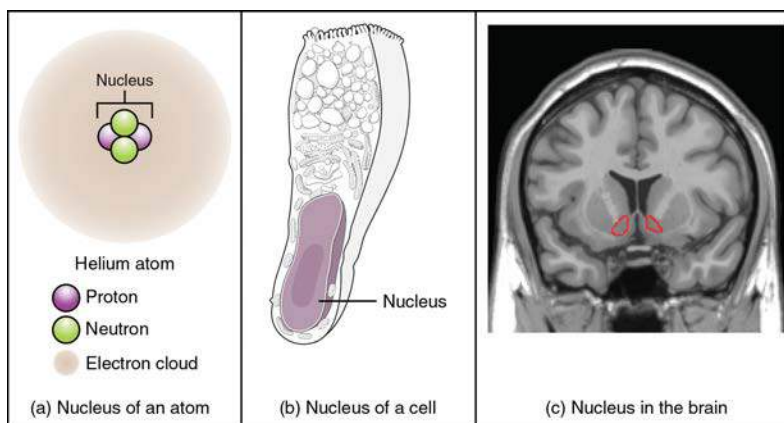 Nucleus
Helium atom
Proton
Neutron
Electron cloud
(a) Nucleus of an atom
Nucleus
(b) Nucleus of a cell
(c) Nucleus in the brain